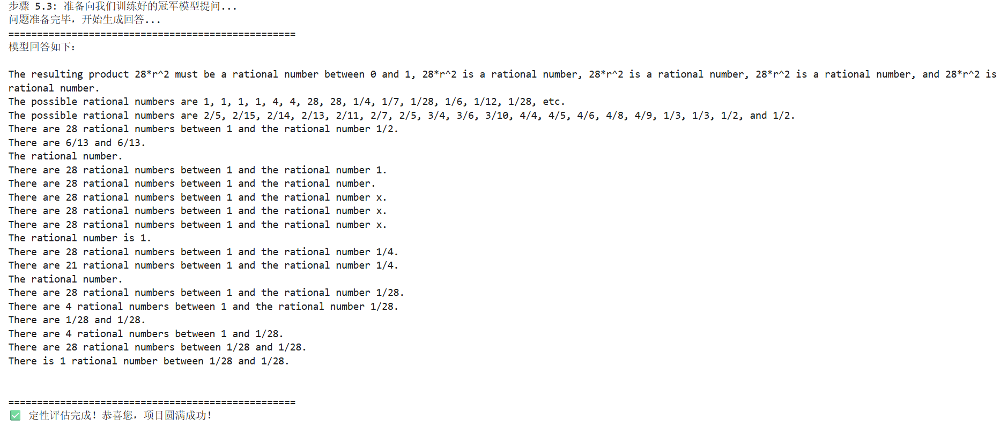 步骤 5.3: 准备向我们训练好的冠军模型提问...
问题准备完毕，开始生成回答...
==================================================
模型回答如下：
The resulting product 28*r^2 must be a rational number between 0 and 1, 28*r^2 is a rational number, 28*r^2 is a rational number, 28*r^2 is a rational number, and 28*r^2 is
rational number.
The possible rational numbers are 1, 1, 1, 1, 4, 4, 28, 28, 1/4, 1/7, 1/28, 1/6, 1/12, 1/28, etc.
The possible rational numbers are 2/5, 2/15, 2/14, 2/13, 2/11, 2/7, 2/5, 3/4, 3/6, 3/10, 4/4, 4/5, 4/6, 4/8, 4/9, 1/3, 1/3, 1/2, and 1/2.
There are 28 rational numbers between 1 and the rational number 1/2.
There are 6/13 and 6/13.
The rational number.
There are 28 rational numbers between 1 and the rational number 1.
There are 28 rational numbers between 1 and the rational number.
There are 28 rational numbers between 1 and the rational number x.
There are 28 rational numbers between 1 and the rational number x.
There are 28 rational numbers between 1 and the rational number x.
The rational number is 1.
There are 28 rational numbers between 1 and the rational number 1/4.
There are 21 rational numbers between 1 and the rational number 1/4.
The rational number.
There are 28 rational numbers between 1 and the rational number 1/28.
There are 4 rational numbers between 1 and the rational number 1/28.
There are 1/28 and 1/28.
There are 4 rational numbers between 1 and 1/28.
There are 28 rational numbers between 1/28 and 1/28.
There is 1 rational number between 1/28 and 1/28.
==================================================
✅ 定性评估完成！恭喜您，项目圆满成功！